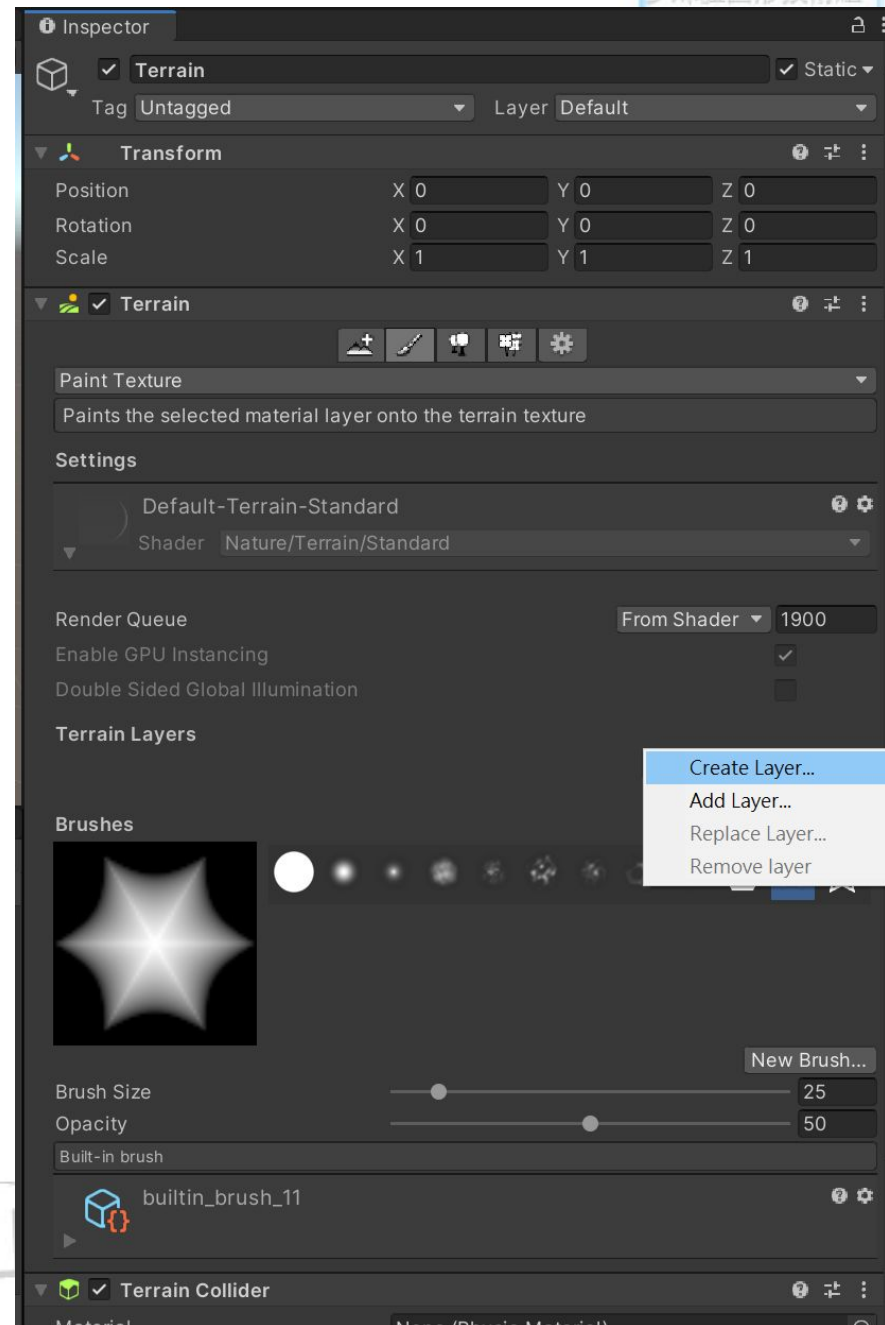 Inspector
Terrain Static
Tag Untagged Layer Default
Transform
Position X 0 Y 0 Z 0
Rotation X 0 Y 0 Z 0
Scale X 1 Y 1 Z 1
Terrain
Paint Texture
Paints the selected material layer onto the terrain texture
Settings
Default-Terrain-Standard
Shader Nature/Terrain/Standard
Render Queue From Shader 1900
Enable GPU Instancing
Double Sided Global Illumination
Terrain Layers
Create Layer...
Add Layer...
Replace Layer...
Remove layer
Brushes
New Brush...
Brush Size 25
Opacity 50
Built-in brush
builtin_brush_11
Terrain Collider
Material None (Physic Material)